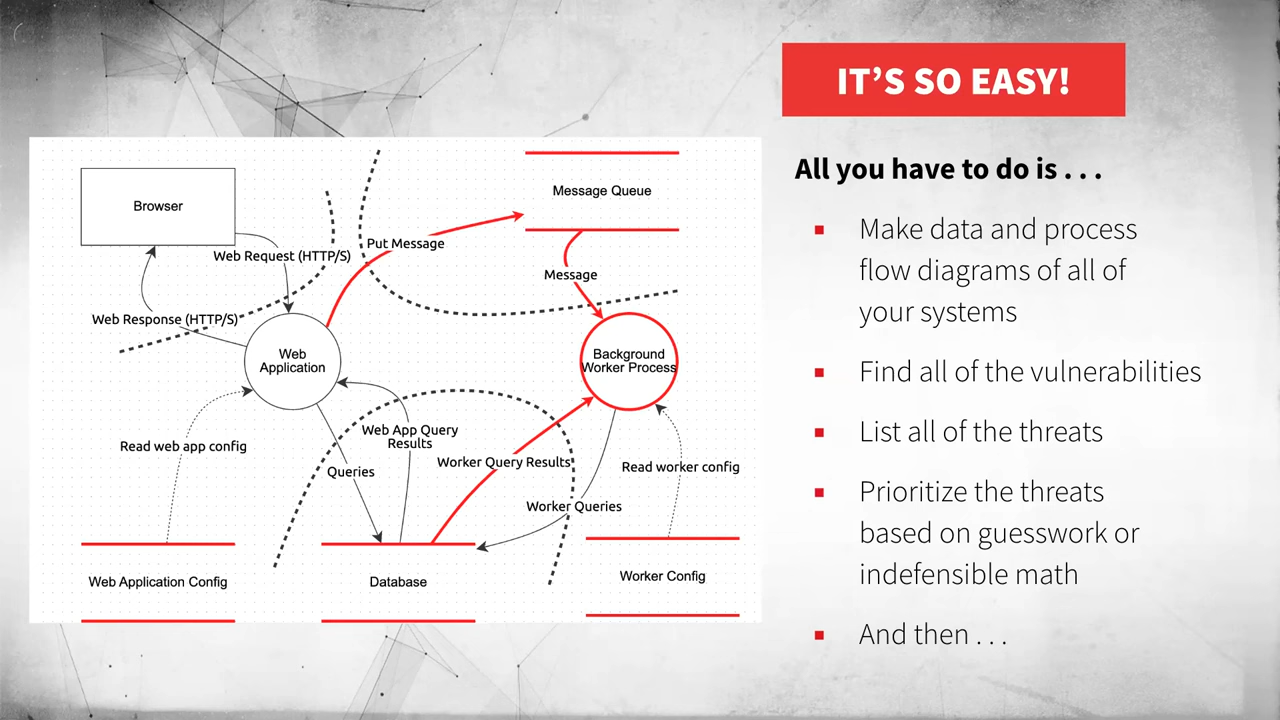 IT’S SO EASY!
All you have to do is . . .
Make data and process
flow diagrams of all of
your systems
Find all of the vulnerabilities
List all of the threats
Prioritize the threats
based on guesswork or
indefensible math
And then . . .
Browser
Message Queue
Put Message
Web Request (HTTP/S)
Message
Web Response (HTTP/S)
Web
Application
Background
Worker Process
Web App Query
Results
Read web app config
Worker Query Results
Read worker config
Queries
Worker Queries
Web Application Config
Database
Worker Config